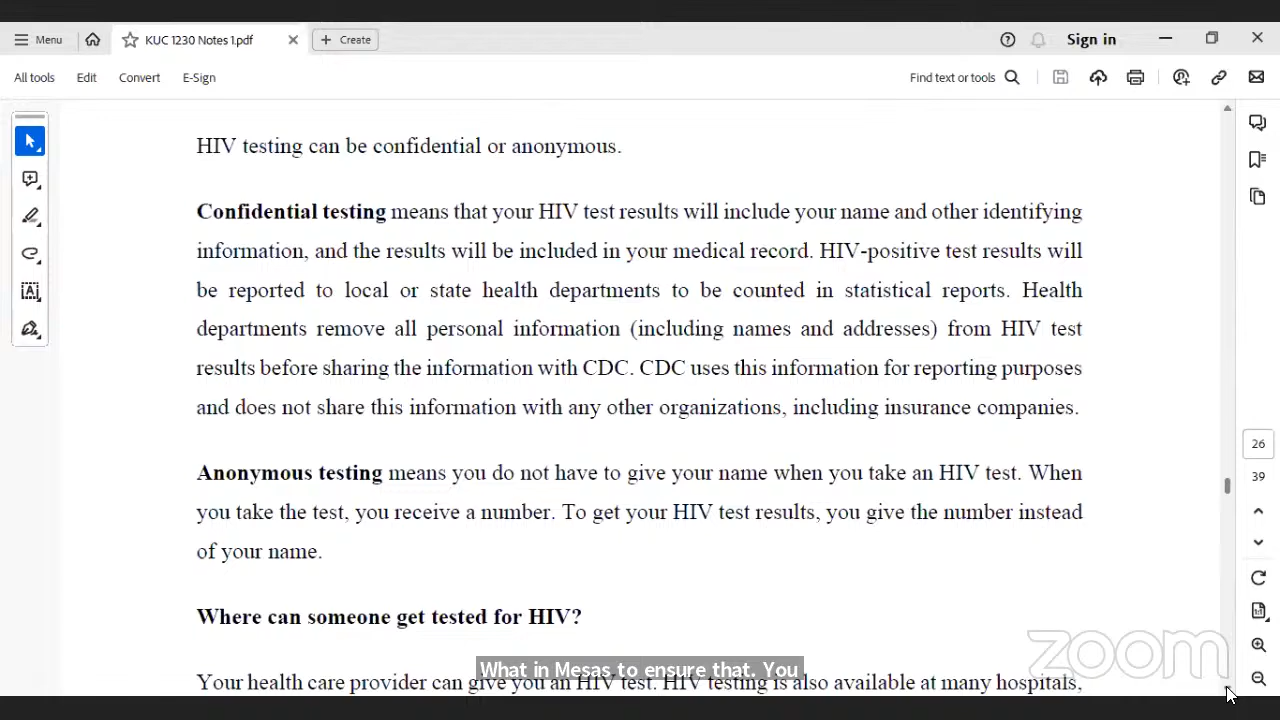 Menu
KUC 1230 Notes 1.pdf
Create
Sign in
All tools
Edit
Convert
E-Sign
Find text or tools
HIV testing can be confidential or anonymous.
Confidential testing means that your HIV test results will include your name and other identifying
information, and the results will be included in your medical record. HIV-positive test results will
be reported to local or state health departments to be counted in statistical reports. Health
departments remove all personal information (including names and addresses) from HIV test
results before sharing the information with CDC. CDC uses this information for reporting purposes
and does not share this information with any other organizations, including insurance companies.
Anonymous testing means you do not have to give your name when you take an HIV test. When
you take the test, you receive a number. To get your HIV test results, you give the number instead
of your name.
Where can someone get tested for HIV?
Your health care provider can give you an HIV test. HIV testing is also available at many hospitals,
What in Mesas to ensure that. You
zoom
26
39